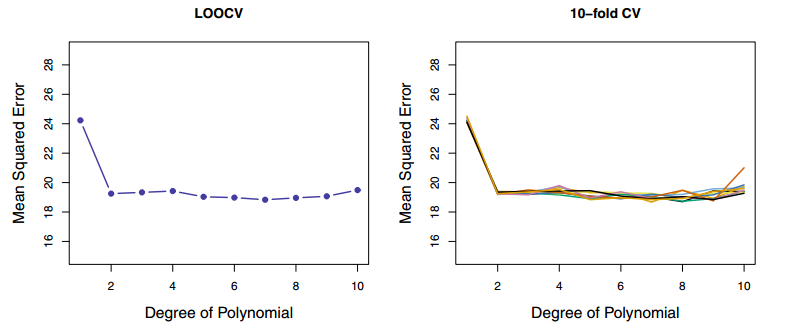 LOOCV
Mean Squared Error
28
26
24
22
20
18
16
2 4 6 8 10
Degree of Polynomial
10−fold CV
Mean Squared Error
28
26
24
22
20
18
16
2 4 6 8 10
Degree of Polynomial